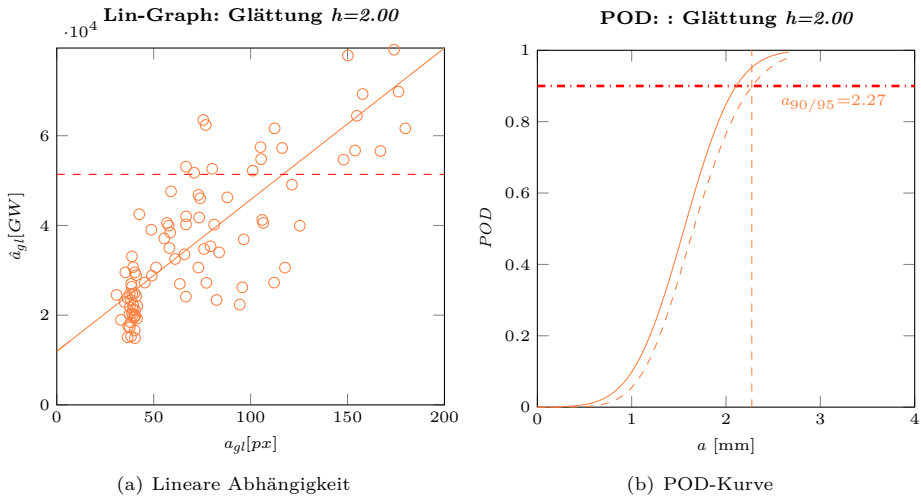 Lin-Graph: Glättung h=2.00
·10⁴
6
4
2
0
â_gl[GW]
0 50 100 150 200
a_gl[px]
(a) Lineare Abhängigkeit
POD: : Glättung h=2.00
1
0.8
0.6
0.4
0.2
0
POD
a_90/95=2.27
0 1 2 3 4
a [mm]
(b) POD-Kurve